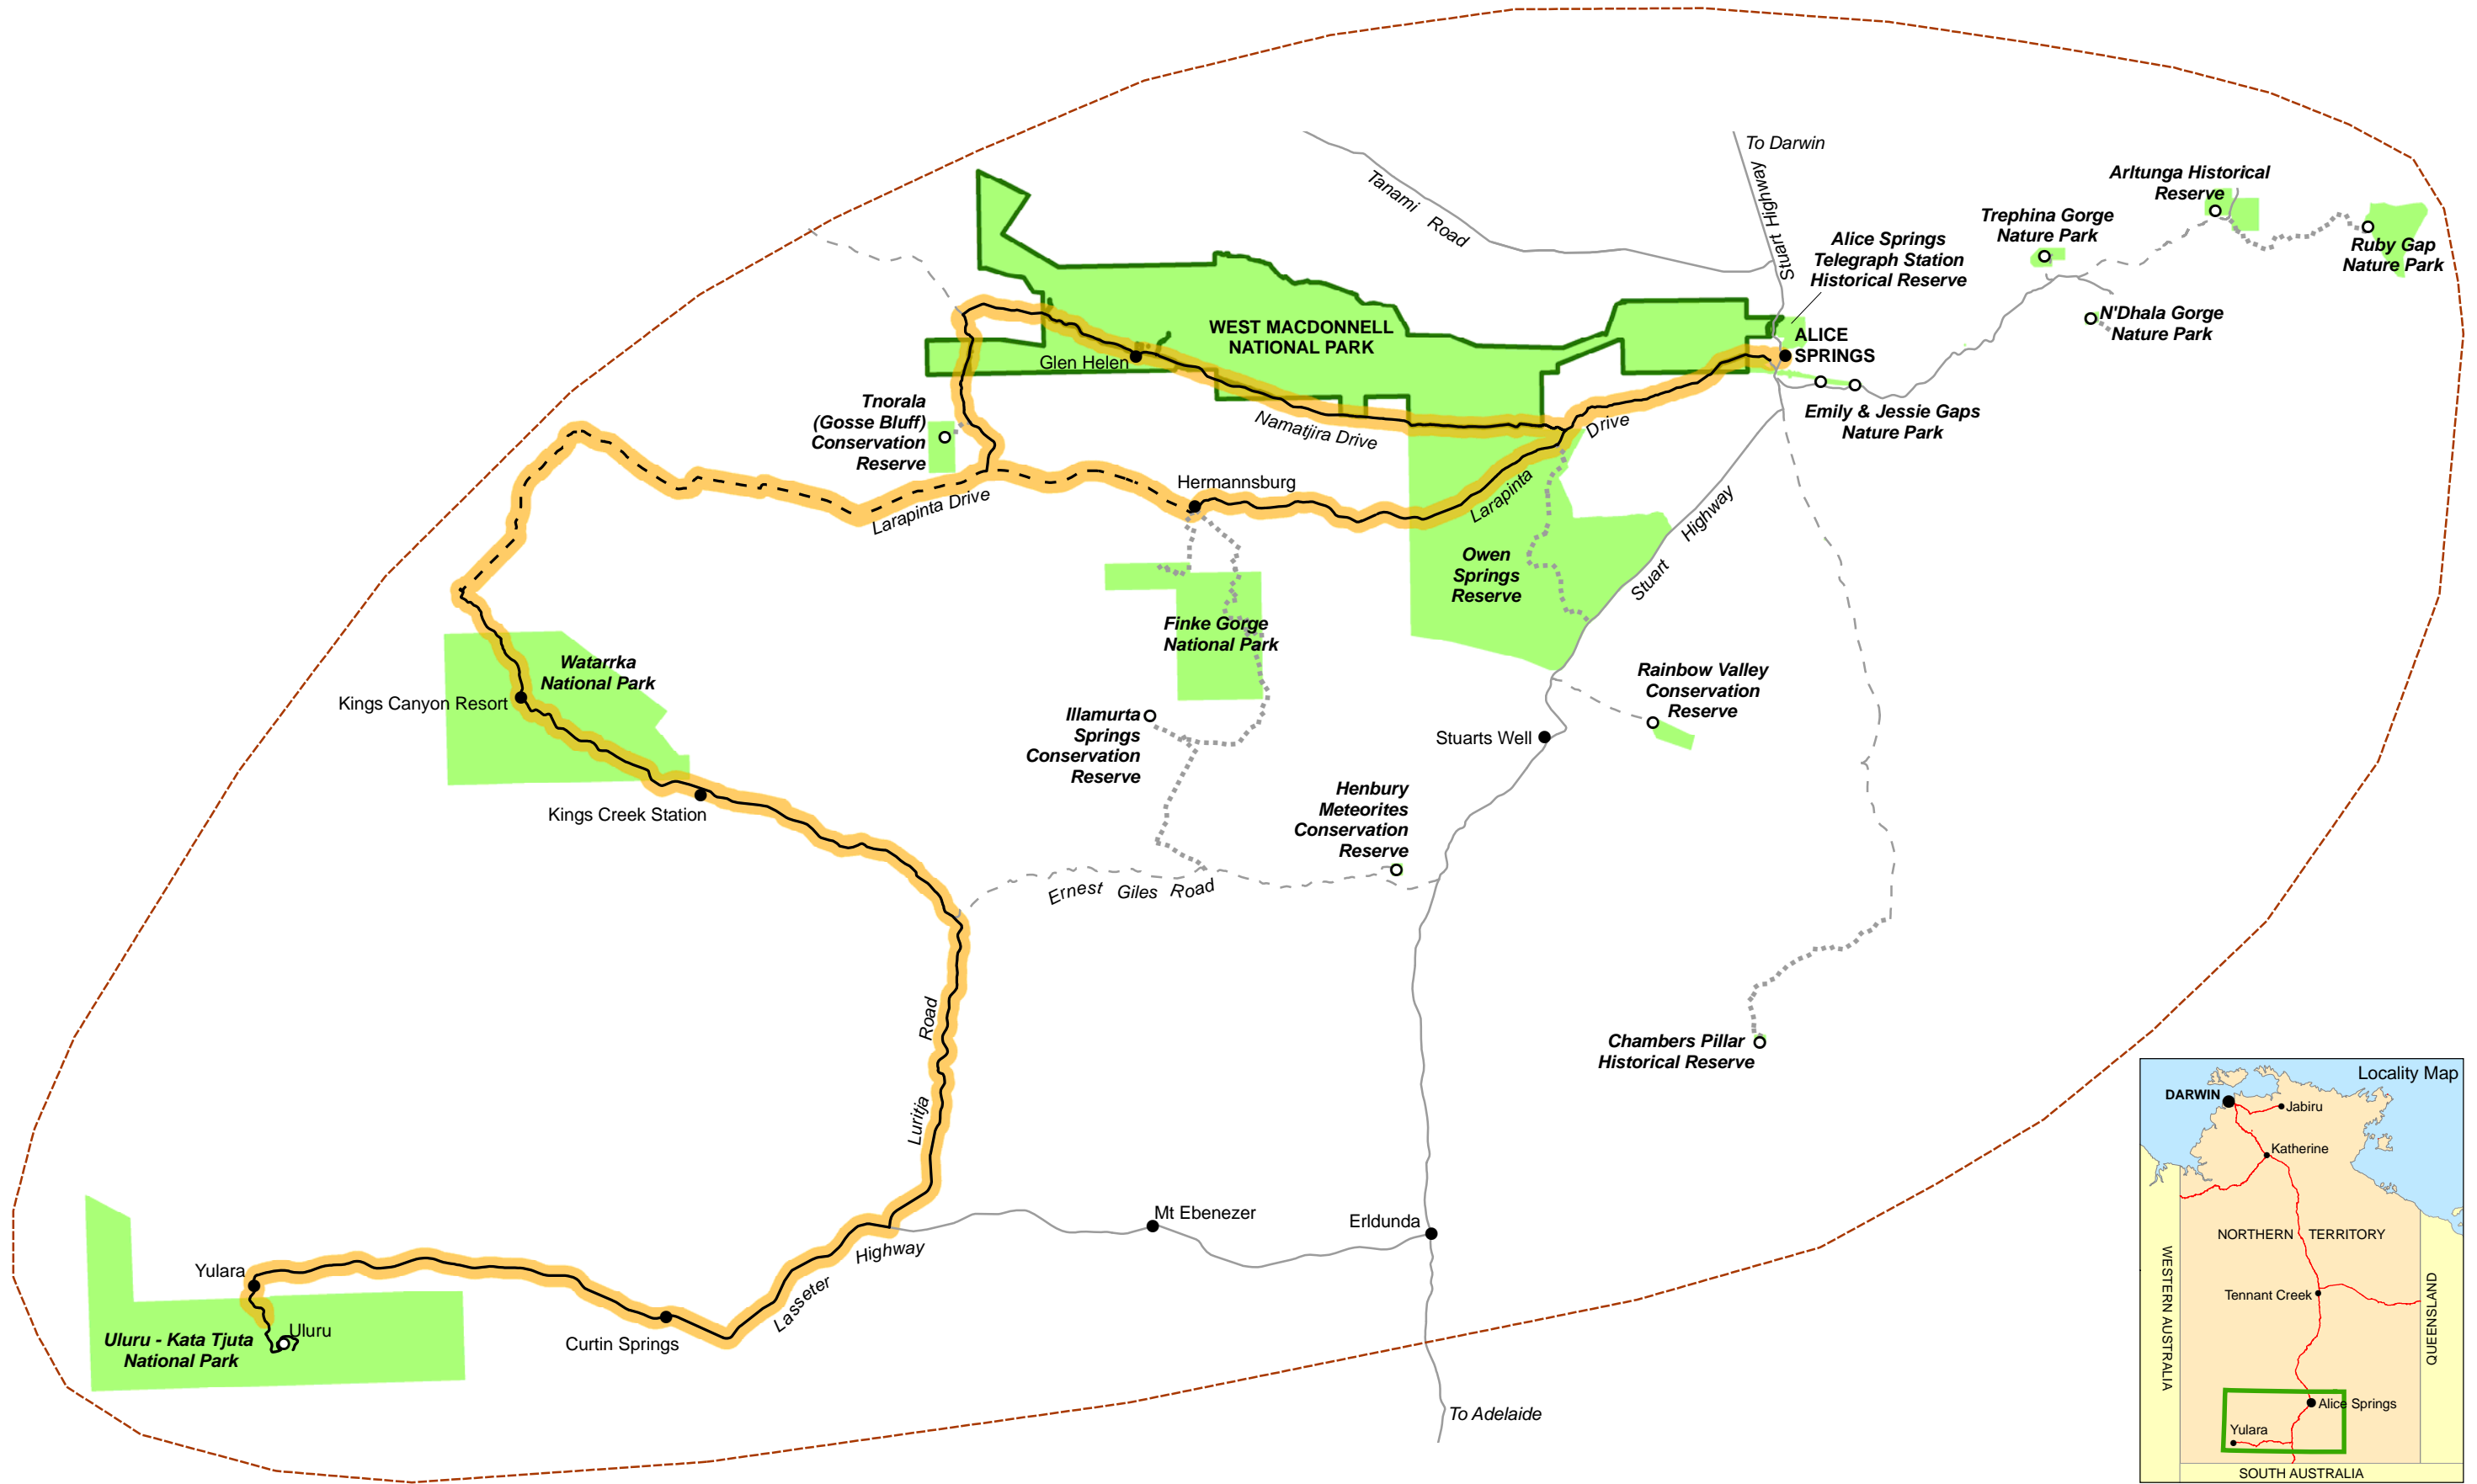 To Darwin
Stuart Highway
Tanami Road
Arltunga Historical
Reserve
Trephina Gorge
Nature Park
Ruby Gap
Nature Park
Alice Springs
Telegraph Station
Historical Reserve
N'Dhala Gorge
Nature Park
WEST MACDONNELL
NATIONAL PARK
ALICE
SPRINGS
Glen Helen
Tnorala
(Gosse Bluff)
Conservation
Reserve
Namatjira Drive
Emily & Jessie Gaps
Nature Park
Larapinta Drive
Hermannsburg
Larapinta Drive
Stuart Highway
Owen
Springs
Reserve
Finke Gorge
National Park
Watarrka
National Park
Kings Canyon Resort
Rainbow Valley
Conservation
Reserve
Illamurta
Springs
Conservation
Reserve
Stuarts Well
Kings Creek Station
Henbury
Meteorites
Conservation
Reserve
Ernest Giles Road
Luritja Road
Chambers Pillar
Historical Reserve
Mt Ebenezer
Erldunda
Lasseter Highway
Yulara
Uluru
Uluru - Kata Tjuta
National Park
Curtin Springs
To Adelaide
Locality Map
DARWIN
Jabiru
Katherine
NORTHERN TERRITORY
WESTERN AUSTRALIA
QUEENSLAND
Tennant Creek
Alice Springs
Yulara
SOUTH AUSTRALIA